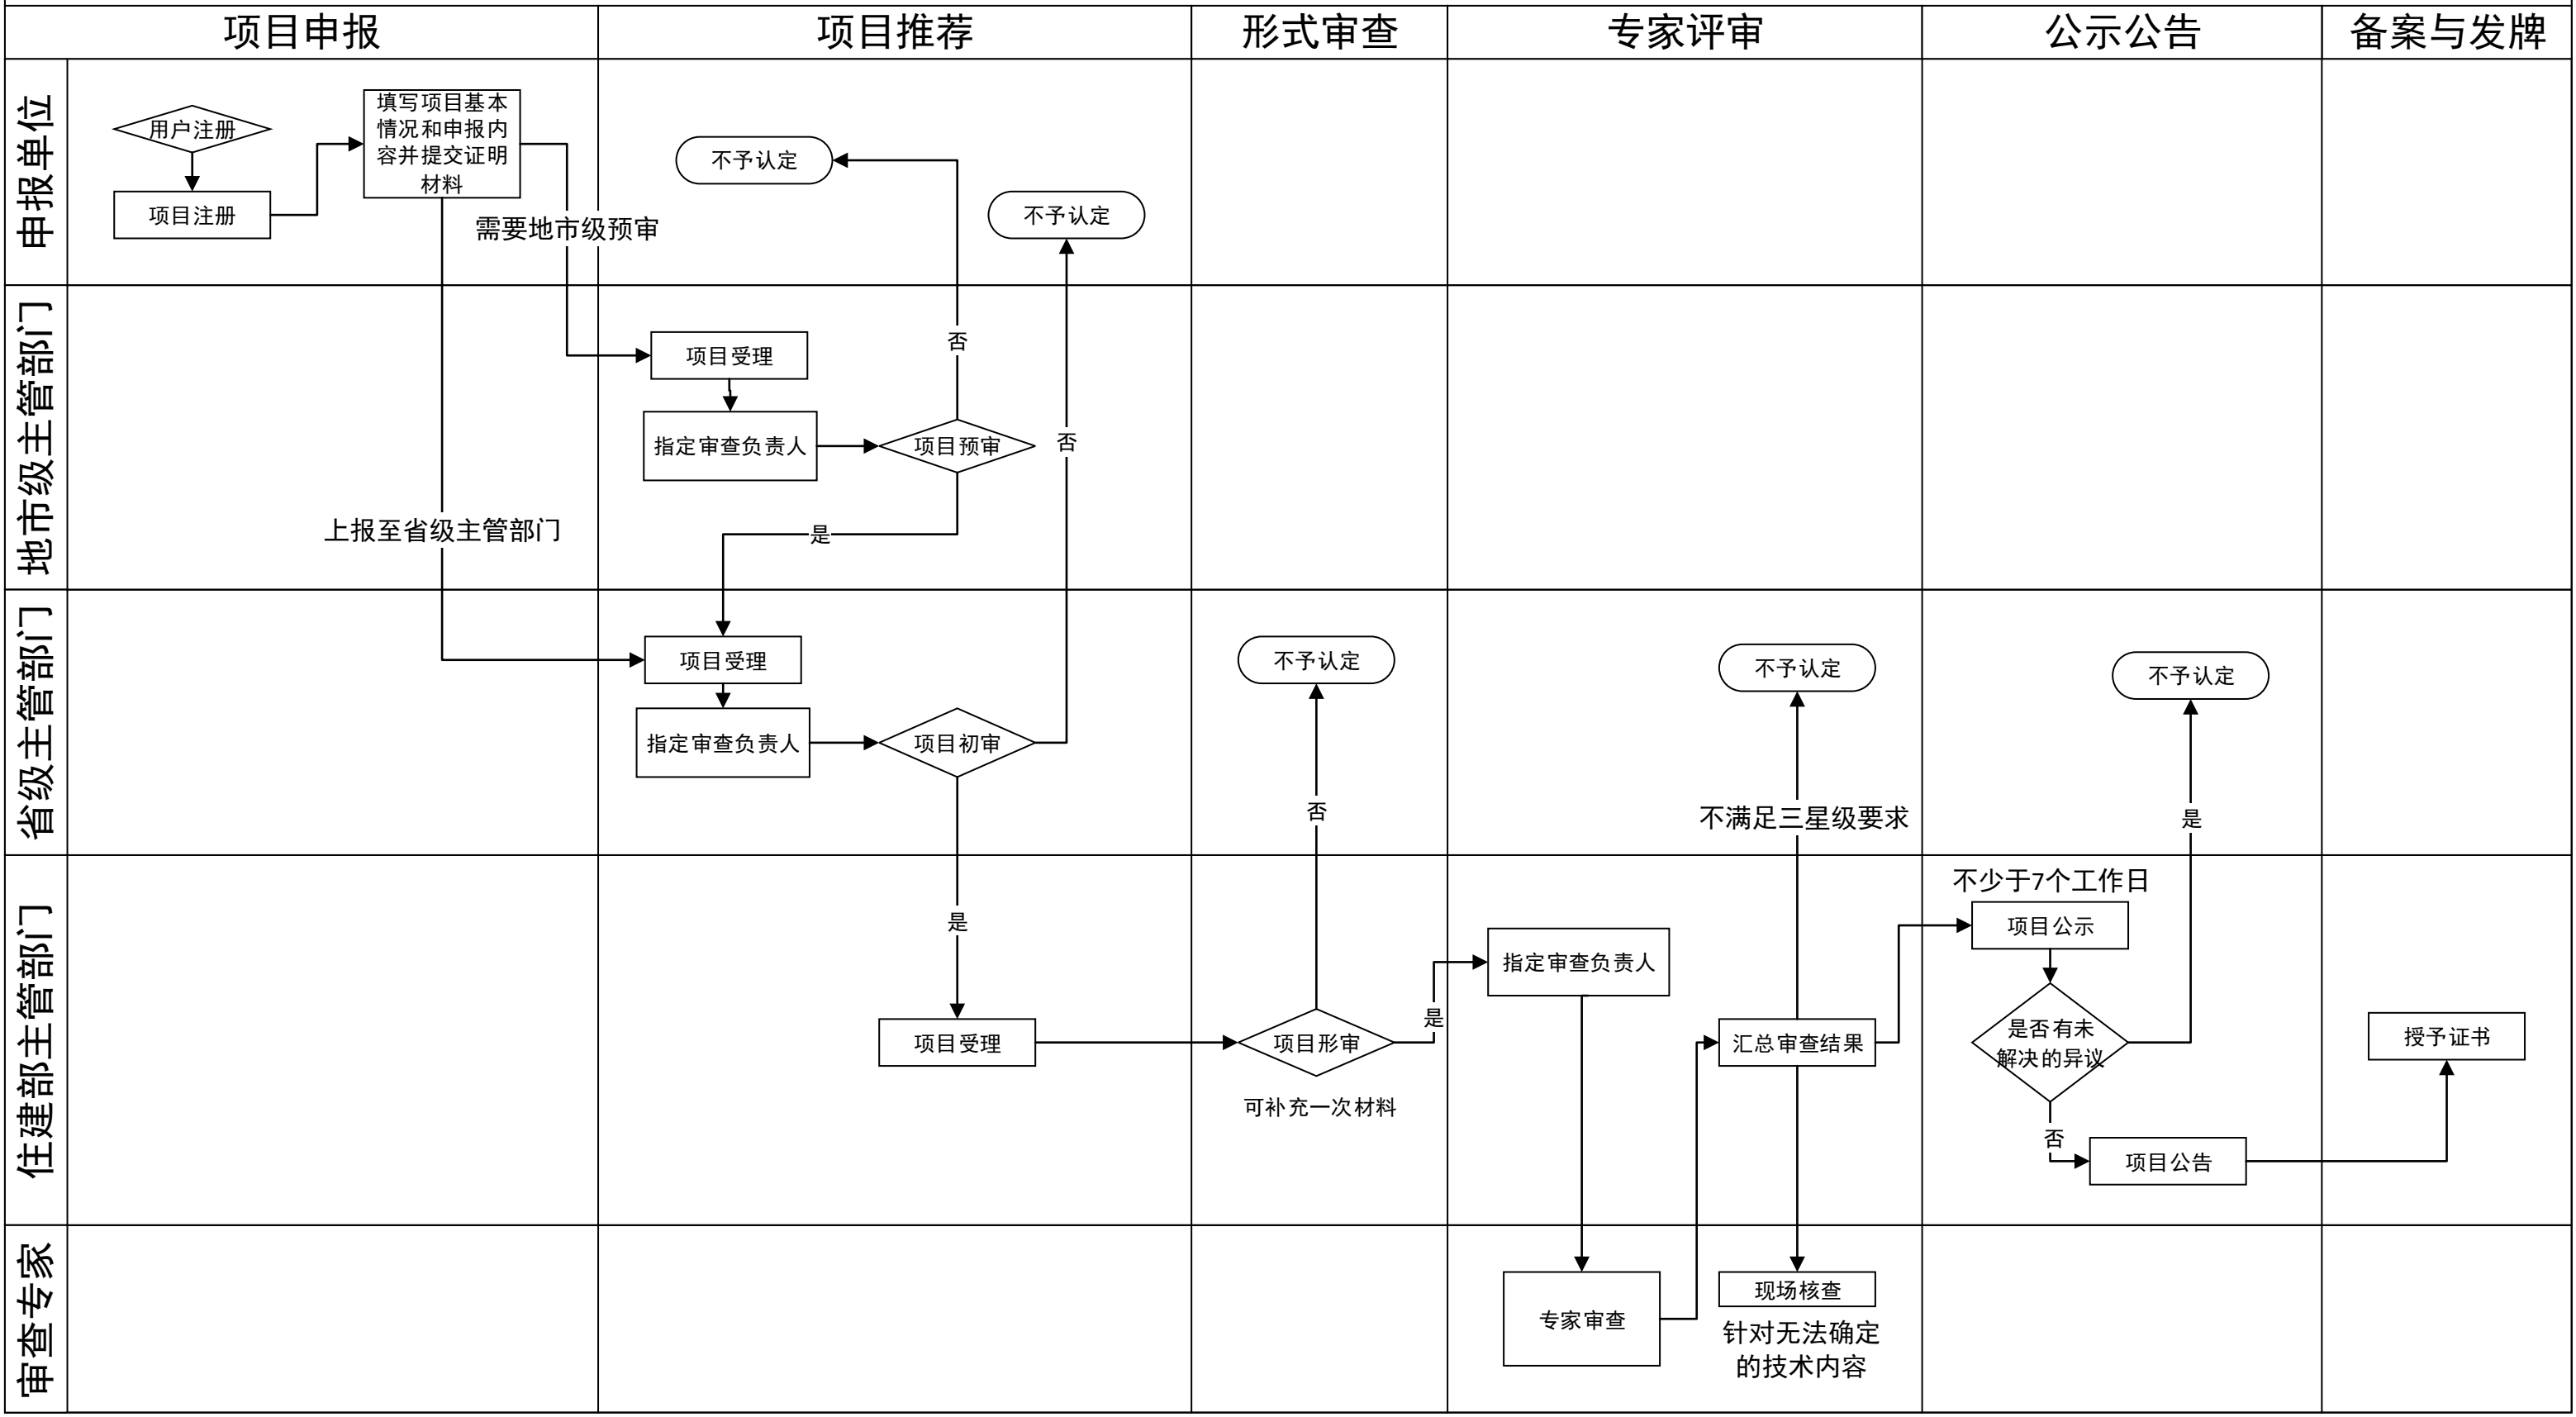 项目申报
项目推荐
形式审查
专家评审
公示公告
备案与发牌
申报单位
用户注册
项目注册
填写项目基本
情况和申报内
容并提交证明
材料
需要地市级预审
不予认定
不予认定
地市级主管部门
项目受理
否
指定审查负责人
项目预审
否
上报至省级主管部门
是
省级主管部门
项目受理
指定审查负责人
项目初审
不予认定
否
不予认定
不满足三星级要求
不予认定
是
住建部主管部门
是
项目受理
项目形审
可补充一次材料
是
指定审查负责人
汇总审查结果
不少于7个工作日
项目公示
是否有未
解决的异议
否
项目公告
授予证书
审查专家
专家审查
现场核查
针对无法确定
的技术内容